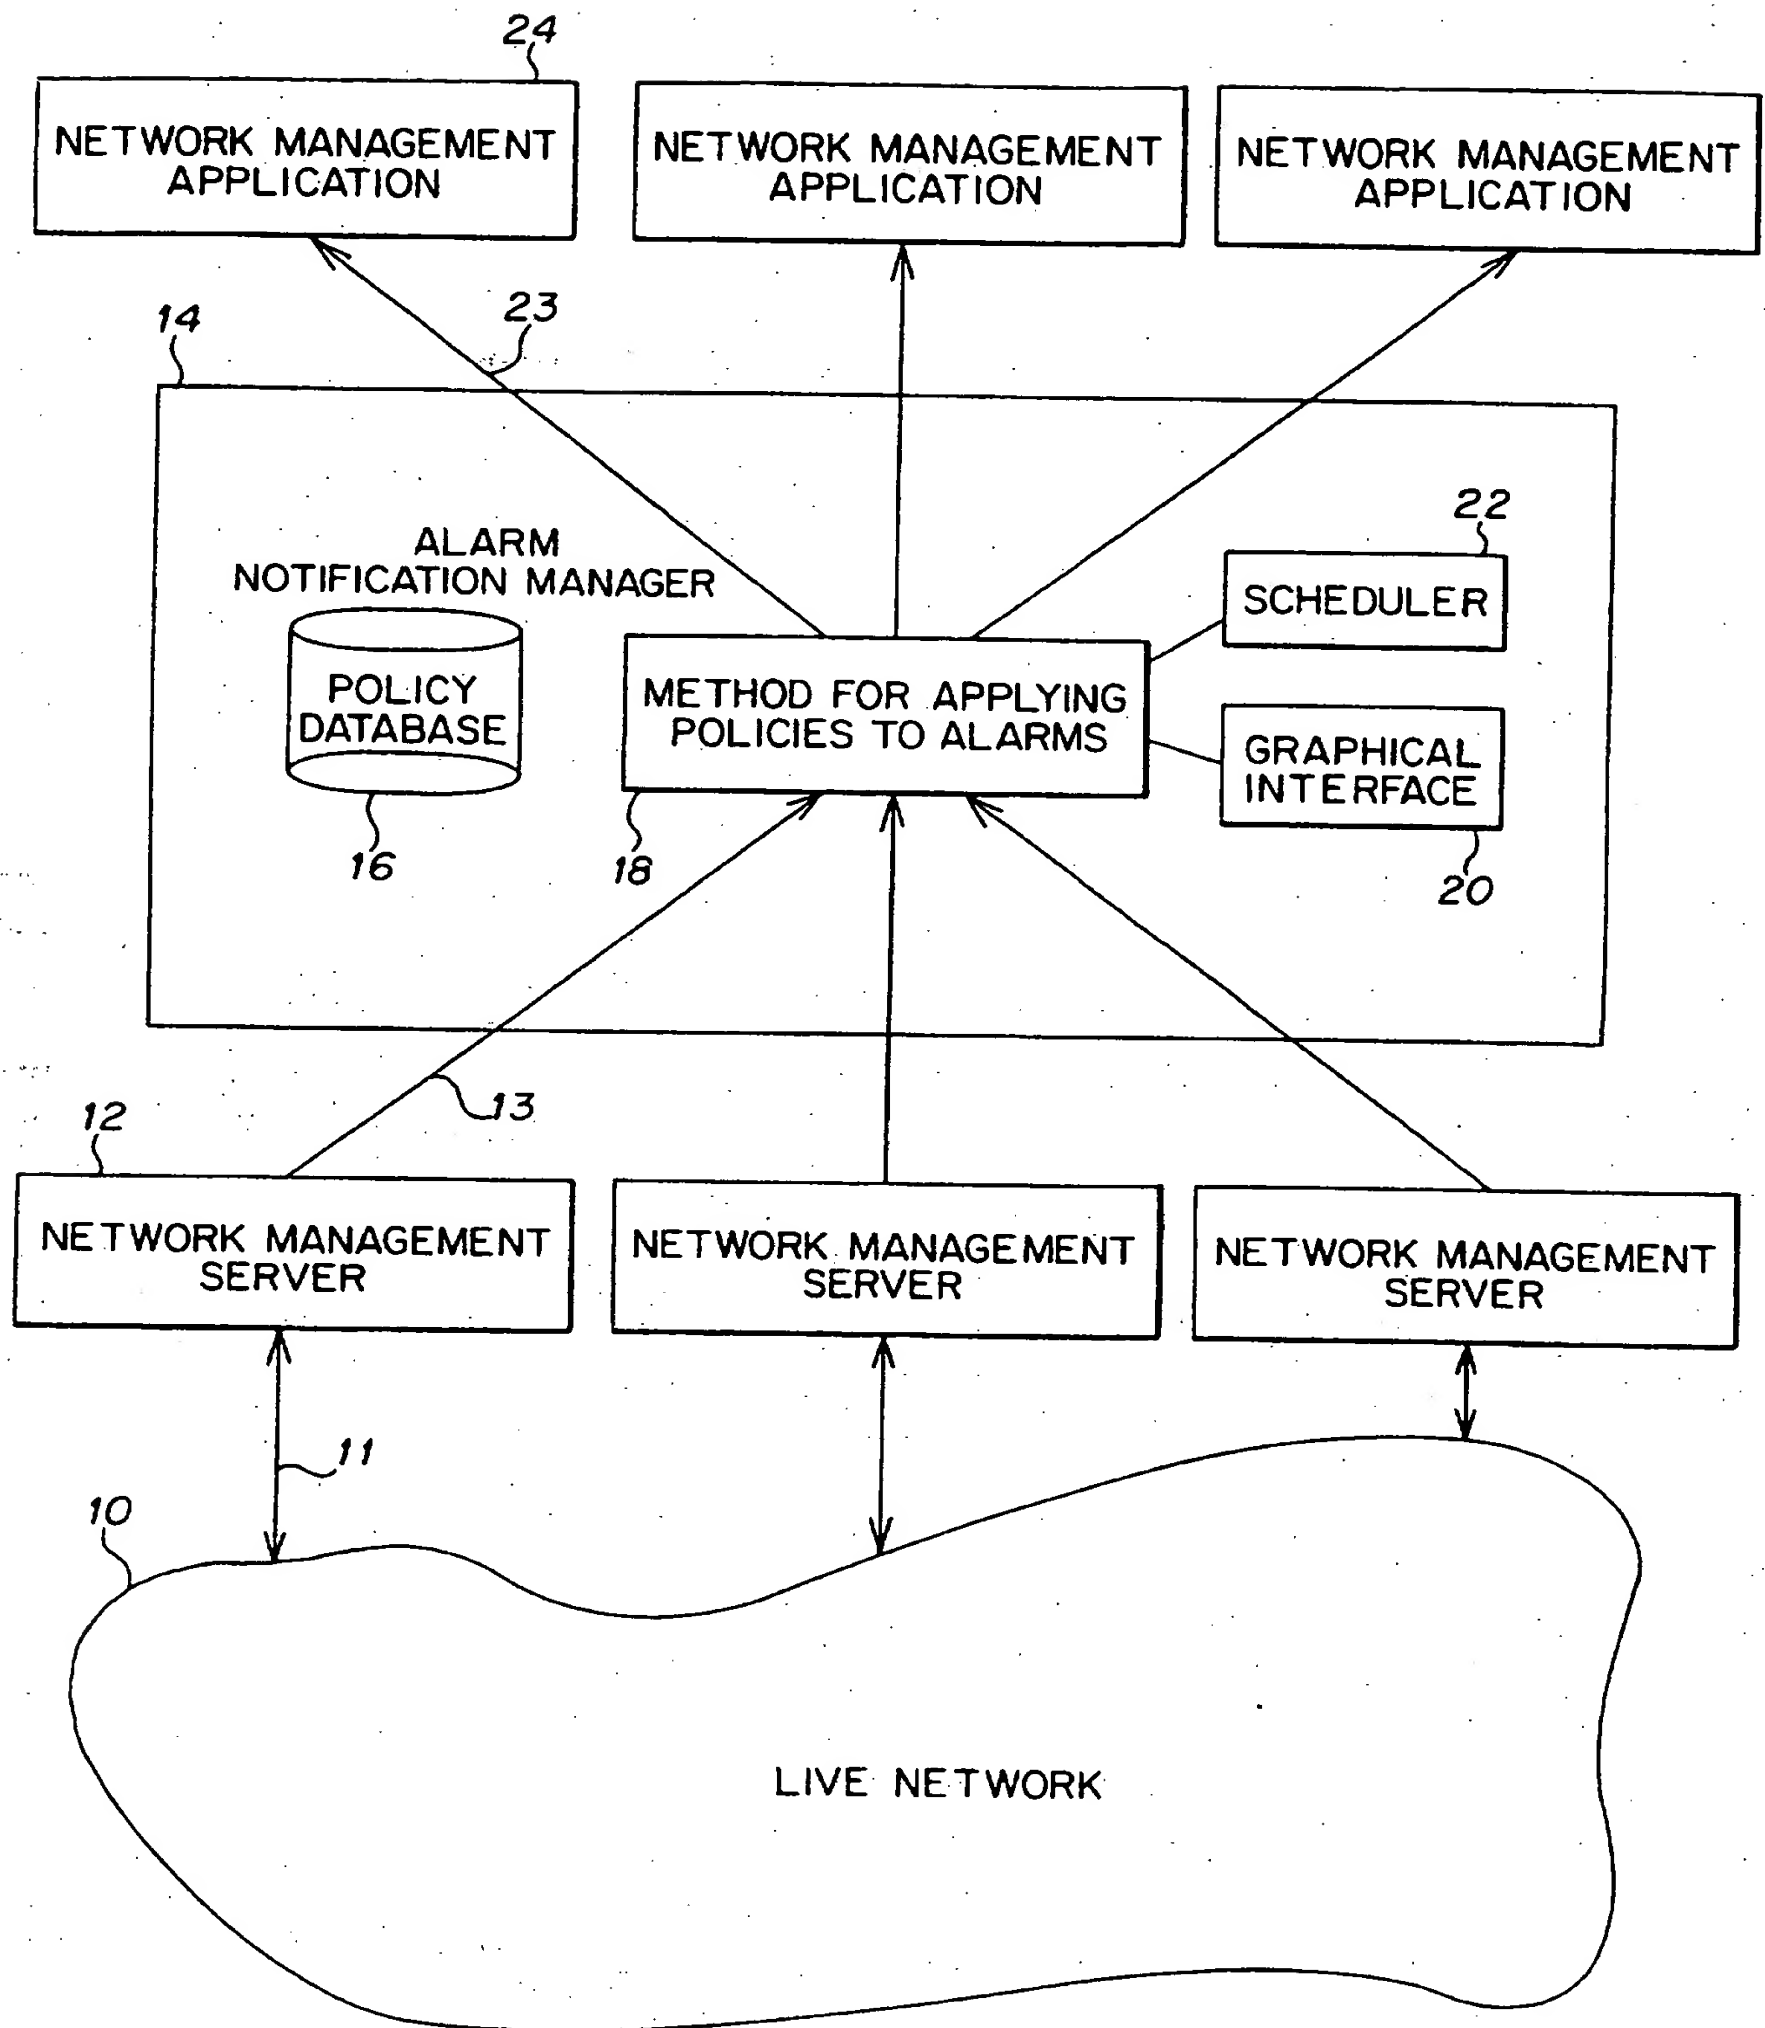 24
NETWORK MANAGEMENT
APPLICATION
NETWORK MANAGEMENT
APPLICATION
NETWORK MANAGEMENT
APPLICATION
23
14
22
ALARM
NOTIFICATION MANAGER
SCHEDULER
POLICY
DATABASE
METHOD FOR APPLYING
POLICIES TO ALARMS
GRAPHICAL
INTERFACE
16
18
20
13
12
NETWORK MANAGEMENT
SERVER
NETWORK MANAGEMENT
SERVER
NETWORK MANAGEMENT
SERVER
11
10
LIVE NETWORK